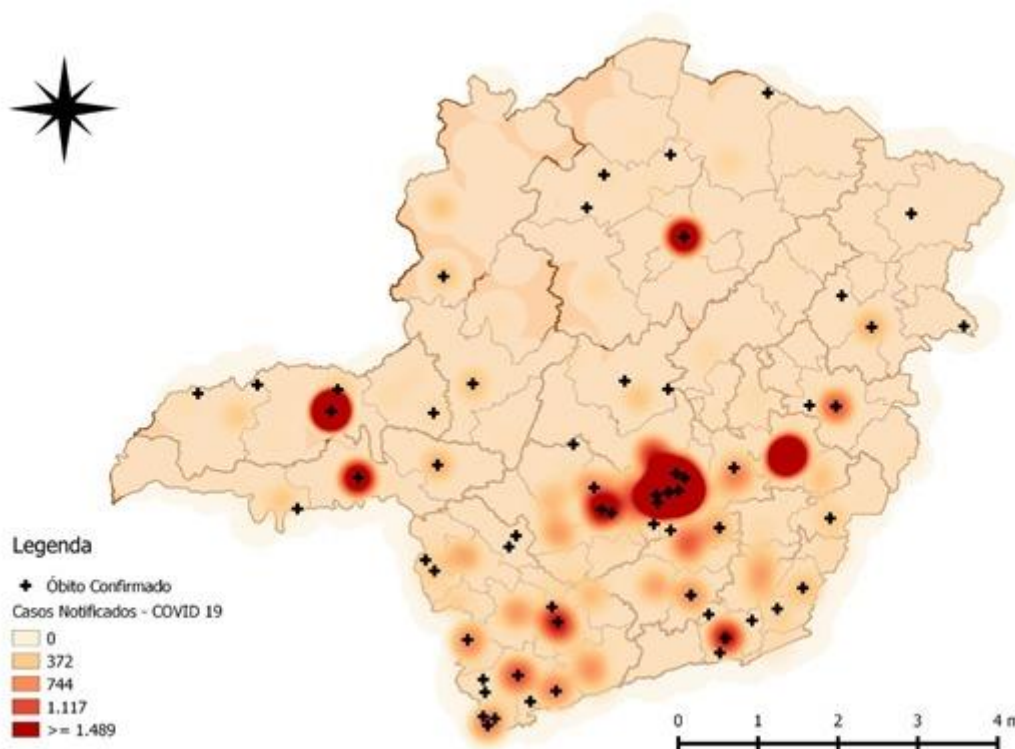 Legenda
Óbito Confirmado
Casos Notificados - COVID 19
0
372
744
1.117
>= 1.489
0 1 2 3 4 m